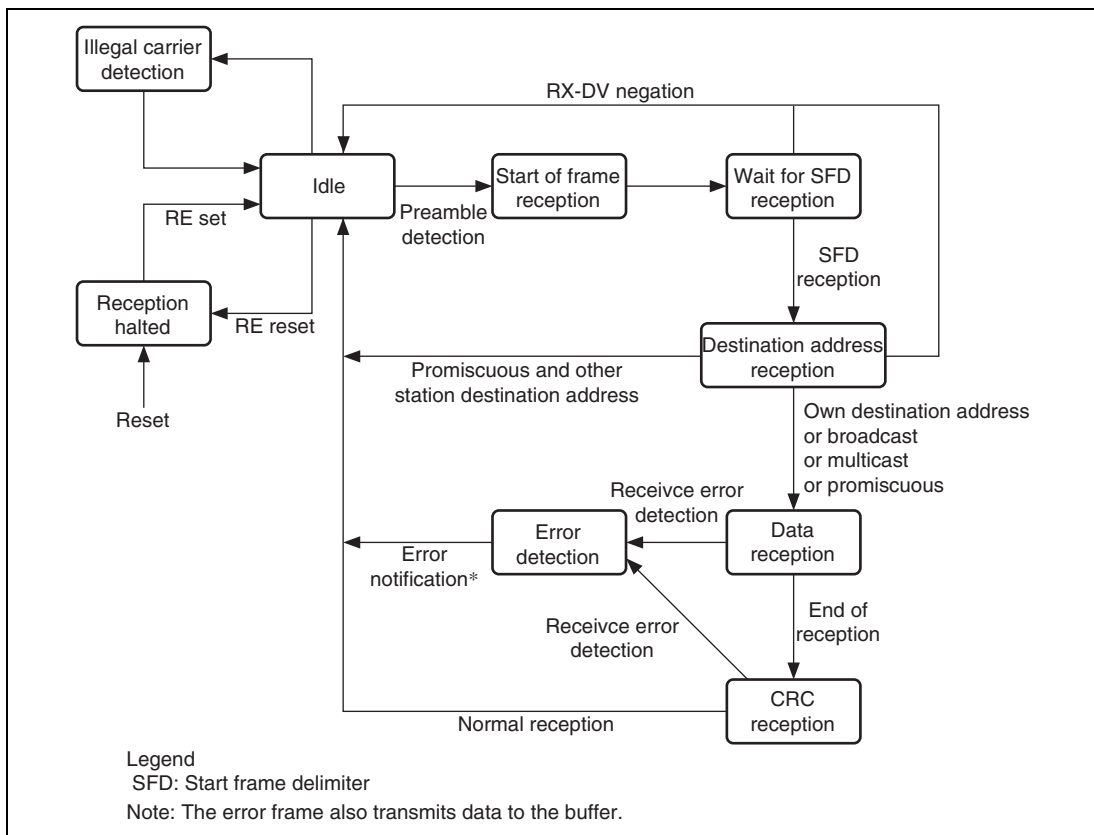 Illegal carrier
detection
RX-DV negation
Idle
Start of frame
reception
Wait for SFD
reception
Preamble
detection
RE set
SFD
reception
Reception
halted
RE reset
Destination address
reception
Promiscuous and other
station destination address
Reset
Own destination address
or broadcast
or multicast
or promiscuous
Receivce error
detection
Error
detection
Data
reception
Error
notification*
End of
reception
Receivce error
detection
CRC
reception
Normal reception
Legend
SFD: Start frame delimiter
Note: The error frame also transmits data to the buffer.